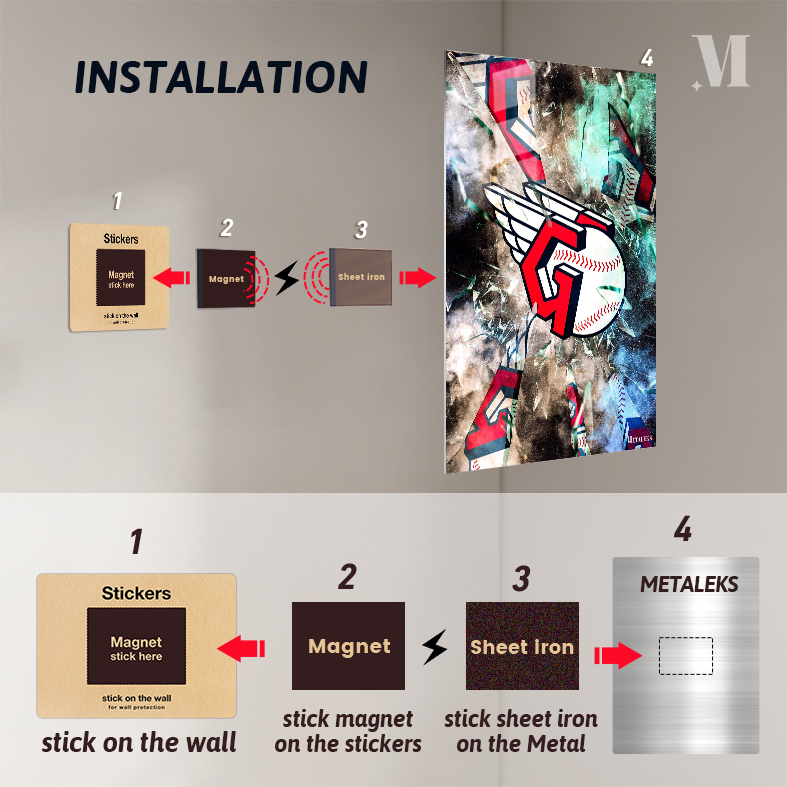 INSTALLATION
M
4
1
2
3
Stickers
Magnet
stick here
stick on the wall
for wall protection
Magnet
Sheet iron
METALEKS
1
2
3
4
Stickers
Magnet
stick here
stick on the wall
for wall protection
Magnet
Sheet iron
METALEKS
stick on the wall
stick magnet
on the stickers
stick sheet iron
on the Metal